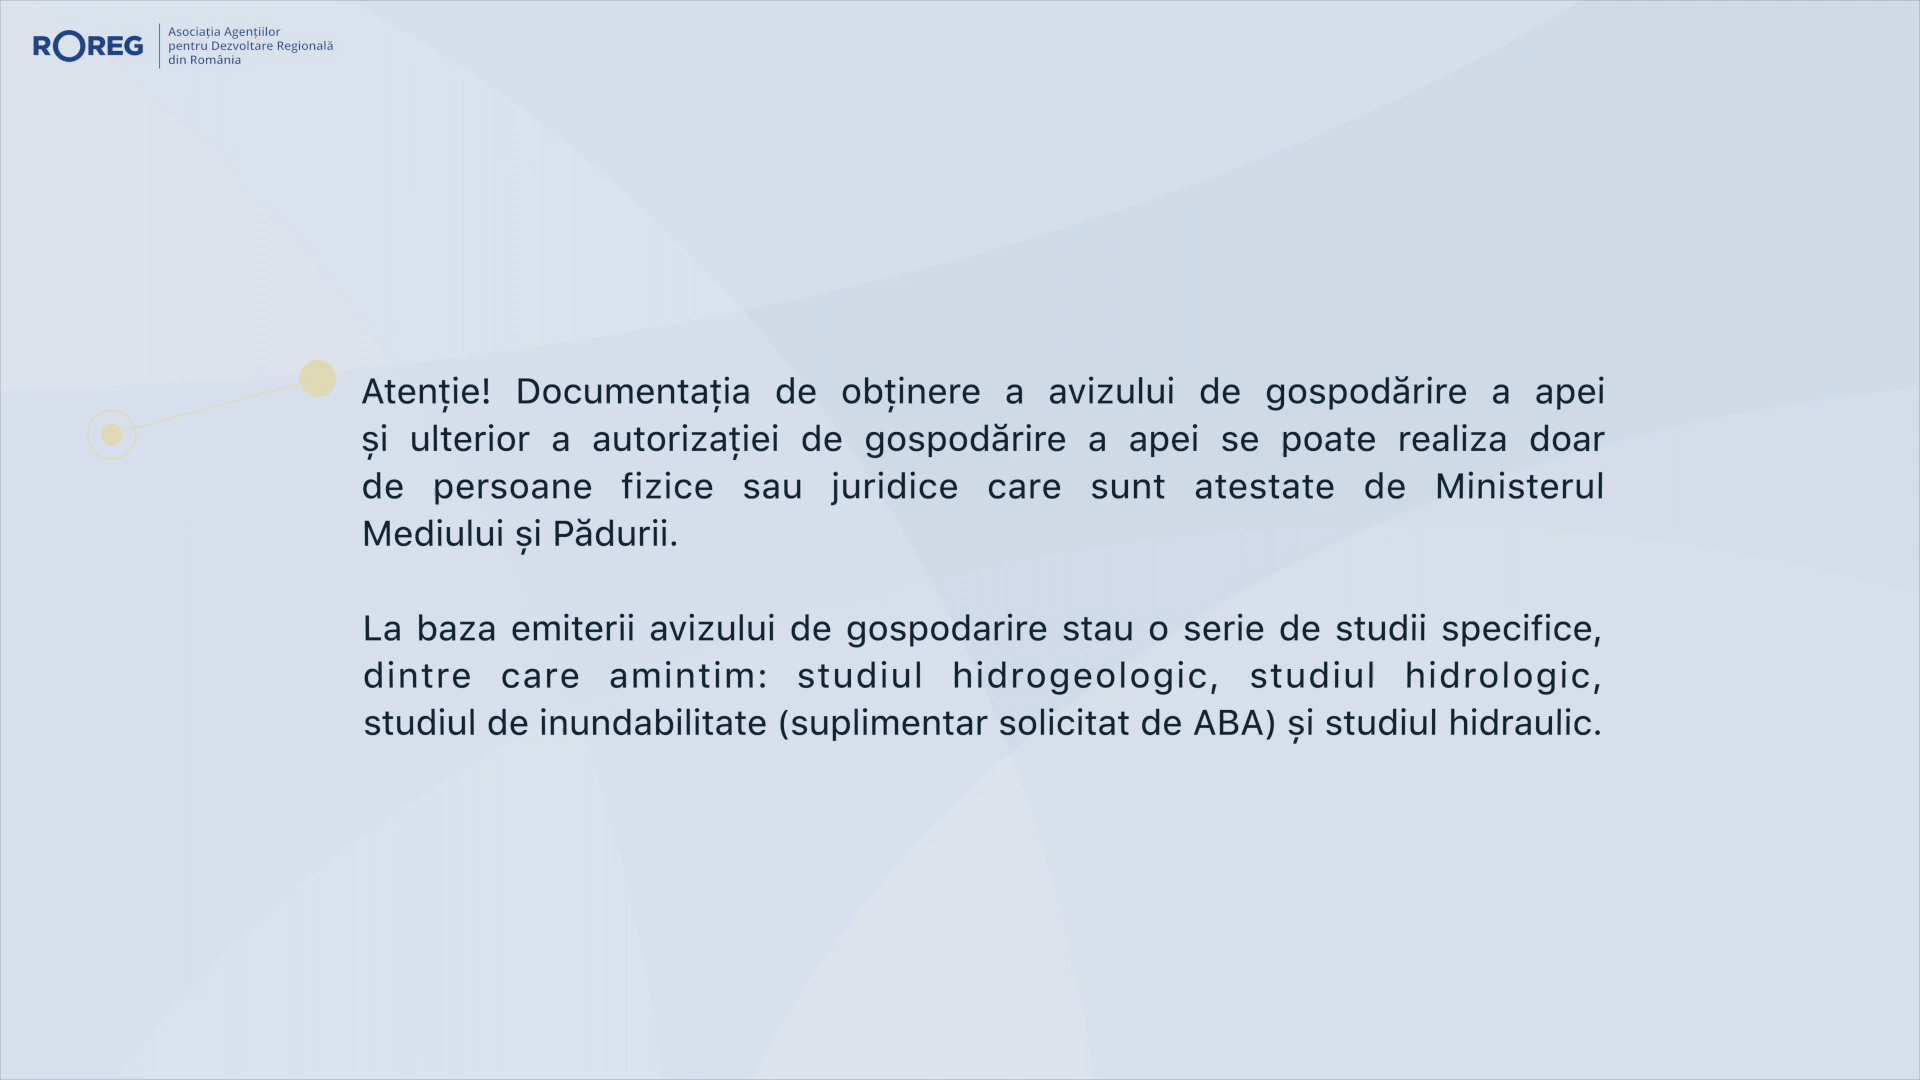 ROREG
Asociația Agențiilor
pentru Dezvoltare Regională
din România
Atenție! Documentația de obținere a avizului de gospodărire a apei
și ulterior a autorizației de gospodărire a apei se poate realiza doar
de persoane fizice sau juridice care sunt atestate de Ministerul
Mediului și Pădurii.
La baza emiterii avizului de gospodarire stau o serie de studii specifice,
dintre care amintim: studiul hidrogeologic, studiul hidrologic,
studiul de inundabilitate (suplimentar solicitat de ABA) și studiul hidraulic.